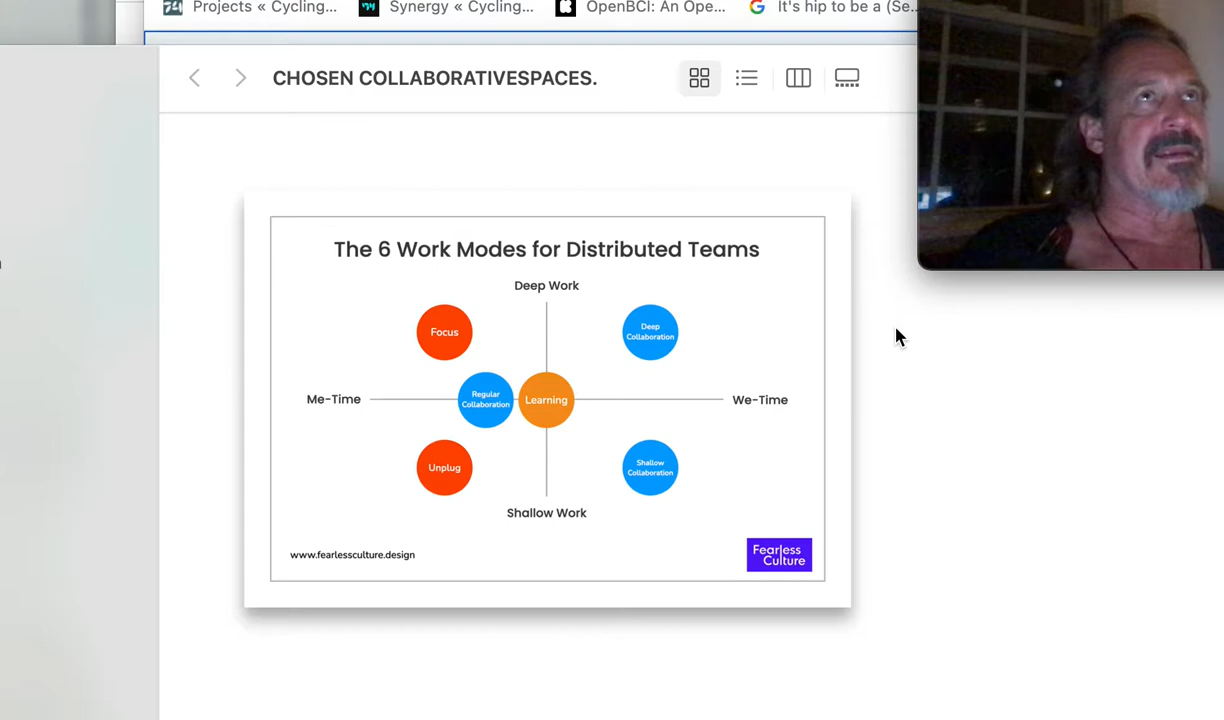 Projects « Cycling...
Synergy « Cycling...
OpenBCI: An Ope...
It's hip to be a (Se...
CHOSEN COLLABORATIVESPACES.
The 6 Work Modes for Distributed Teams
Deep Work
Focus
Deep
Collaboration
Me-Time
Regular
Collaboration
Learning
We-Time
Unplug
Shallow
Collaboration
Shallow Work
www.fearlessculture.design
Fearless
Culture